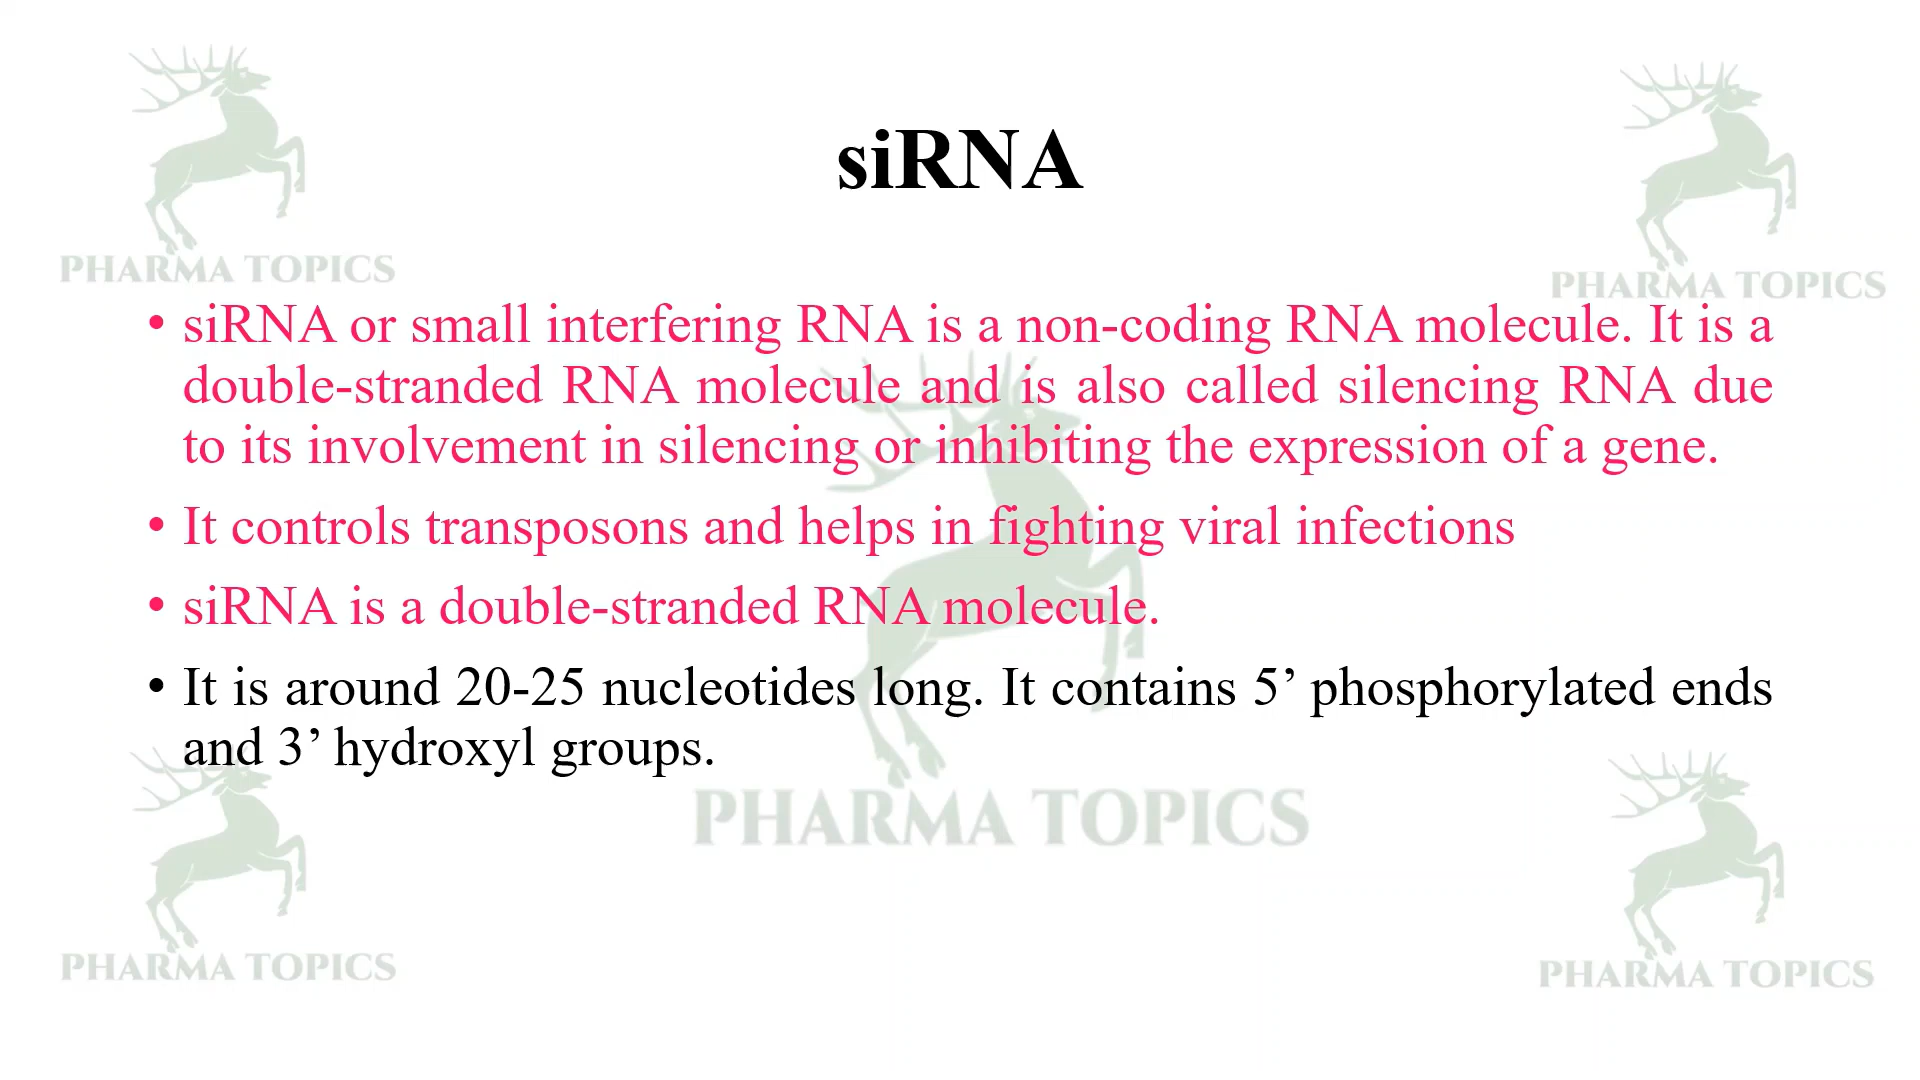 PHARMA TOPICS
PHARMA TOPICS
siRNA
• siRNA or small interfering RNA is a non-coding RNA molecule. It is a
double-stranded RNA molecule and is also called silencing RNA due
to its involvement in silencing or inhibiting the expression of a gene.
• It controls transposons and helps in fighting viral infections
• siRNA is a double-stranded RNA molecule.
• It is around 20-25 nucleotides long. It contains 5’ phosphorylated ends
and 3’ hydroxyl groups.
PHARMA TOPICS
PHARMA TOPICS
PHARMA TOPICS